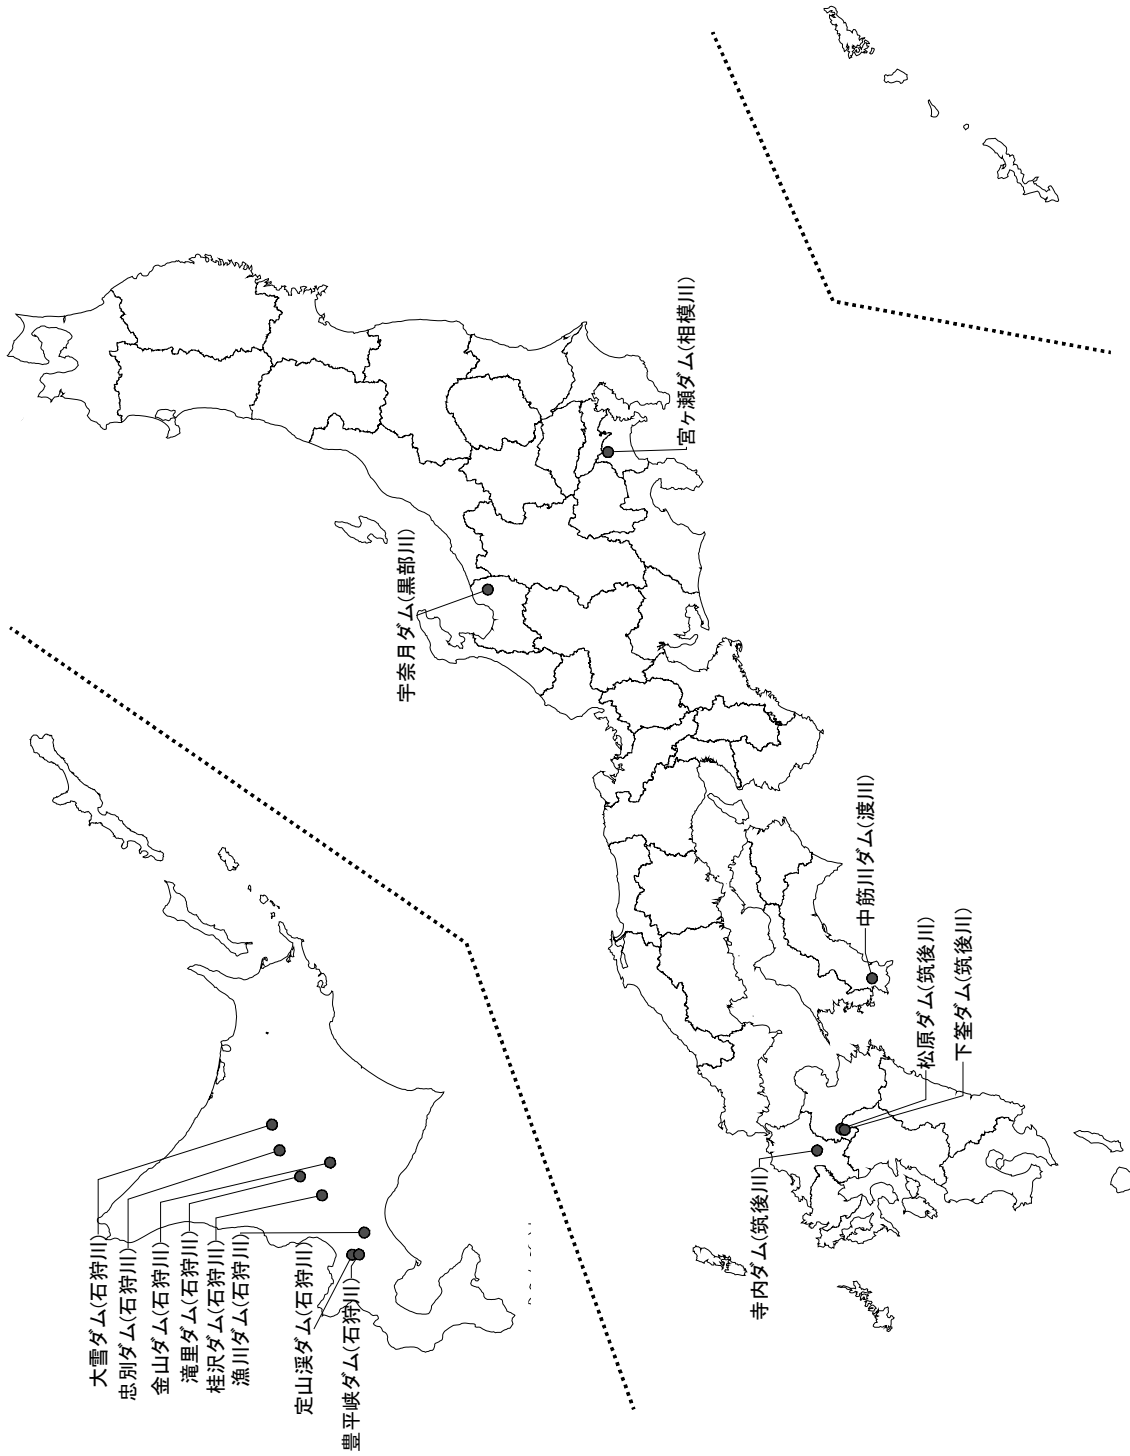 大雪ダム(石狩川)
忠別ダム(石狩川)
金山ダム(石狩川)
滝里ダム(石狩川)
桂沢ダム(石狩川)
漁川ダム(石狩川)
定山渓ダム(石狩川)
豊平峡ダム(石狩川)
宇奈月ダム(黒部川)
宮ヶ瀬ダム(相模川)
寺内ダム(筑後川)
中筋川ダム(渡川)
松原ダム(筑後川)
下筌ダム(筑後川)